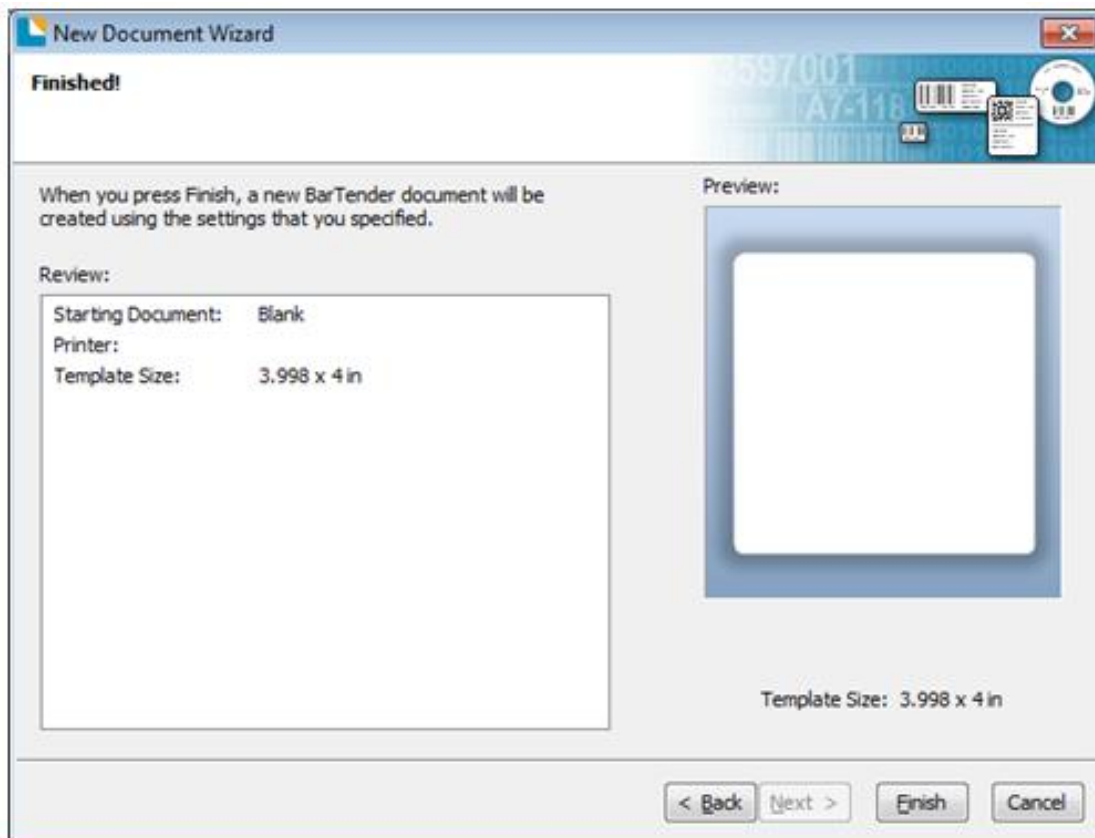 New Document Wizard
Finished!
3597001
A7-118
When you press Finish, a new BarTender document will be
created using the settings that you specified.
Preview:
Review:
Starting Document: Blank
Printer:
Template Size: 3.998 x 4 in
Template Size: 3.998 x 4 in
< Back Next > Finish Cancel